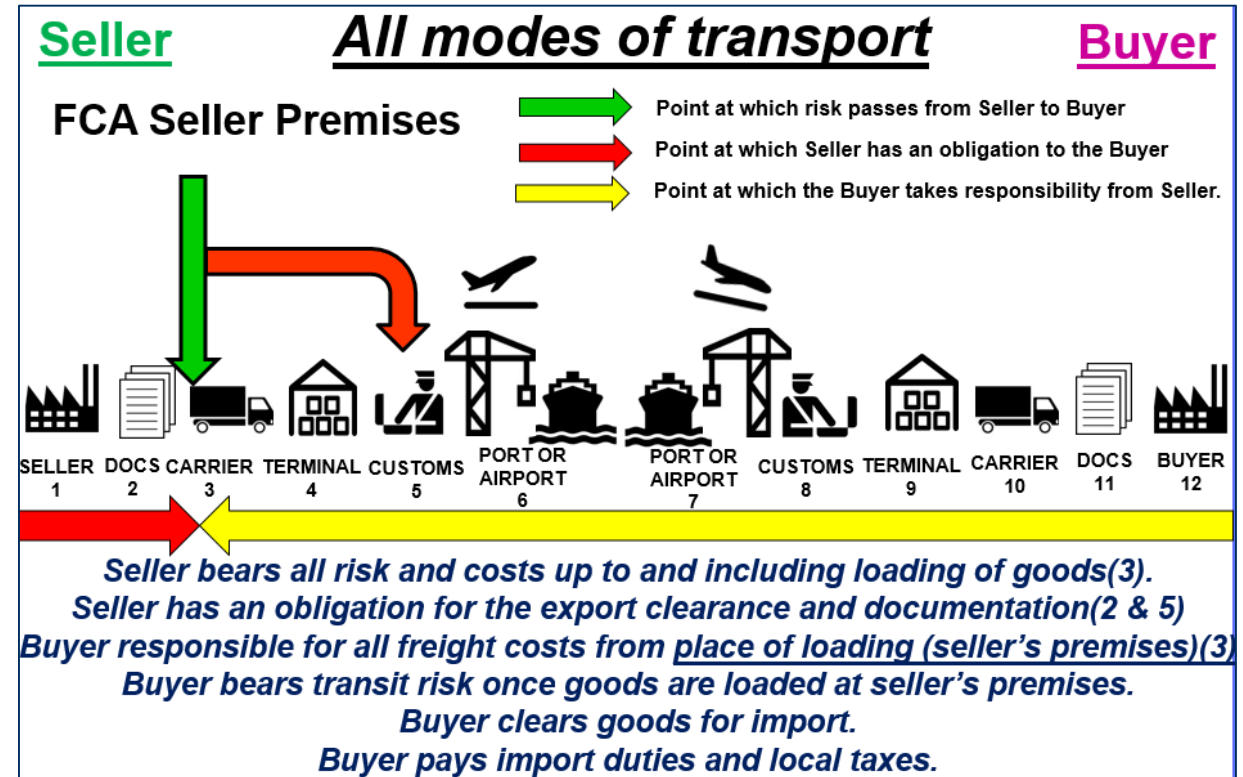 Seller
All modes of transport
Buyer
FCA Seller Premises
Point at which risk passes from Seller to Buyer
Point at which Seller has an obligation to the Buyer
Point at which the Buyer takes responsibility from Seller.
SELLER
1
DOCS
2
CARRIER
3
TERMINAL
4
CUSTOMS
5
PORT OR
AIRPORT
6
PORT OR
AIRPORT
7
CUSTOMS
8
TERMINAL
9
CARRIER
10
DOCS
11
BUYER
12
Seller bears all risk and costs up to and including loading of goods(3).
Seller has an obligation for the export clearance and documentation(2 & 5)
Buyer responsible for all freight costs from place of loading (seller's premises)(3)
Buyer bears transit risk once goods are loaded at seller's premises.
Buyer clears goods for import.
Buyer pays import duties and local taxes.